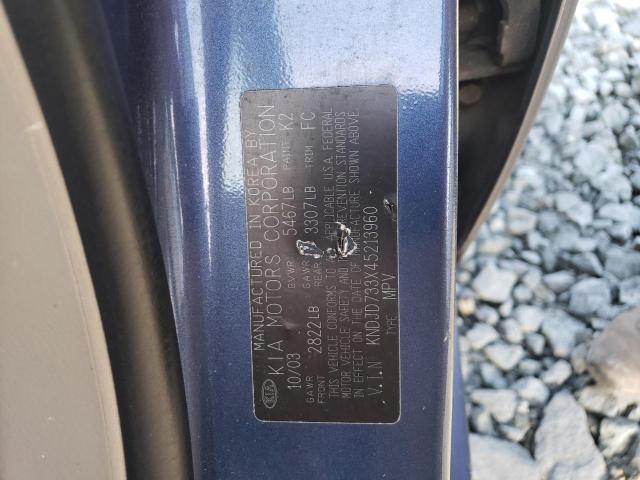 MANUFACTURED IN KOREA BY
KIA KIA MOTORS CORPORATION
10/03 GVWR 5467LB PAINT K2
GAWR FRONT 2822LB GAWR REAR 3307LB TRIM FC
THIS VEHICLE CONFORMS TO APPLICABLE U.S.A. FEDERAL
MOTOR VEHICLE SAFETY AND PREVENTION STANDARDS
IN EFFECT ON THE DATE OF MANUFACTURE SHOWN ABOVE.
V.I.N KNDJD733X45213960
TYPE MPV